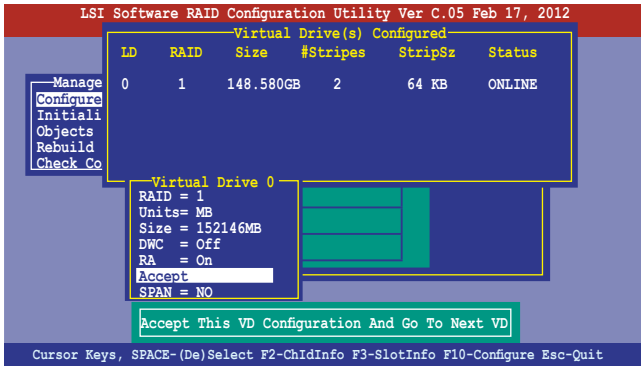 LSI Software RAID Configuration Utility Ver C.05 Feb 17, 2012
Virtual Drive(s) Configured
LD RAID Size #Stripes StripSz Status
0 1 148.580GB 2 64 KB ONLINE
Manage
Configure
Initiali
Objects
Rebuild
Check Co
Virtual Drive 0
RAID = 1
Units= MB
Size = 152146MB
DWC = Off
RA = On
Accept
SPAN = NO
Accept This VD Configuration And Go To Next VD
Cursor Keys, SPACE-(De)Select F2-ChIdInfo F3-SlotInfo F10-Configure Esc-Quit